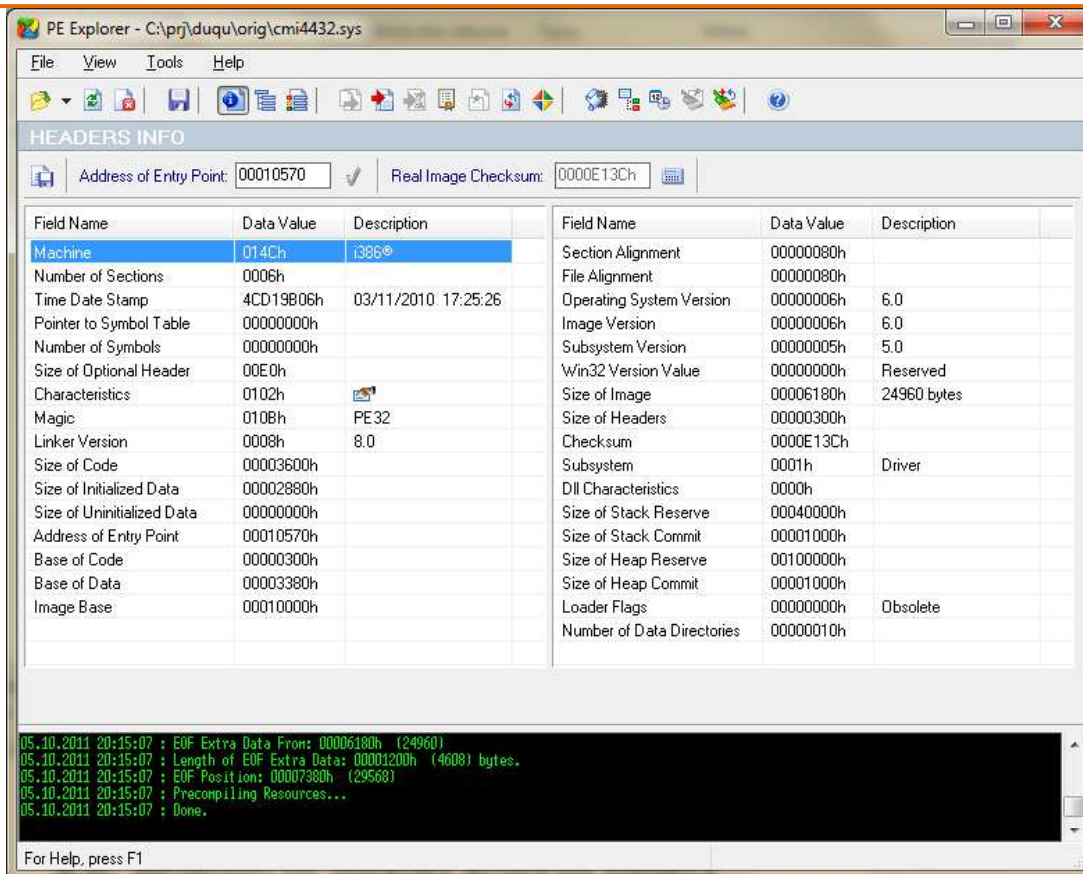 PE Explorer - C:\prj\duqu\orig\cmi4432.sys
File View Tools Help
HEADERS INFO
Address of Entry Point: 00010570 Real Image Checksum: 0000E13Ch
Field Name Data Value Description
Machine 014Ch i386®
Number of Sections 0006h
Time Date Stamp 4CD19B06h 03/11/2010 17:25:26
Pointer to Symbol Table 00000000h
Number of Symbols 00000000h
Size of Optional Header 00E0h
Characteristics 0102h
Magic 010Bh PE32
Linker Version 0008h 8.0
Size of Code 00003600h
Size of Initialized Data 00002880h
Size of Uninitialized Data 00000000h
Address of Entry Point 00010570h
Base of Code 00000300h
Base of Data 00003380h
Image Base 00010000h
Field Name Data Value Description
Section Alignment 00000080h
File Alignment 00000080h
Operating System Version 00000006h 6.0
Image Version 00000006h 6.0
Subsystem Version 00000005h 5.0
Win32 Version Value 00000000h Reserved
Size of Image 00006180h 24960 bytes
Size of Headers 00000300h
Checksum 0000E13Ch
Subsystem 0001h Driver
Dll Characteristics 0000h
Size of Stack Reserve 00040000h
Size of Stack Commit 00001000h
Size of Heap Reserve 00100000h
Size of Heap Commit 00001000h
Loader Flags 00000000h Obsolete
Number of Data Directories 00000010h
05.10.2011 20:15:07 : EOF Extra Data From: 00006180h (24960)
05.10.2011 20:15:07 : Length of EOF Extra Data: 00001200h (4608) bytes.
05.10.2011 20:15:07 : EOF Position: 00007380h (29568)
05.10.2011 20:15:07 : Precompiling Resources...
05.10.2011 20:15:07 : Done.
For Help, press F1